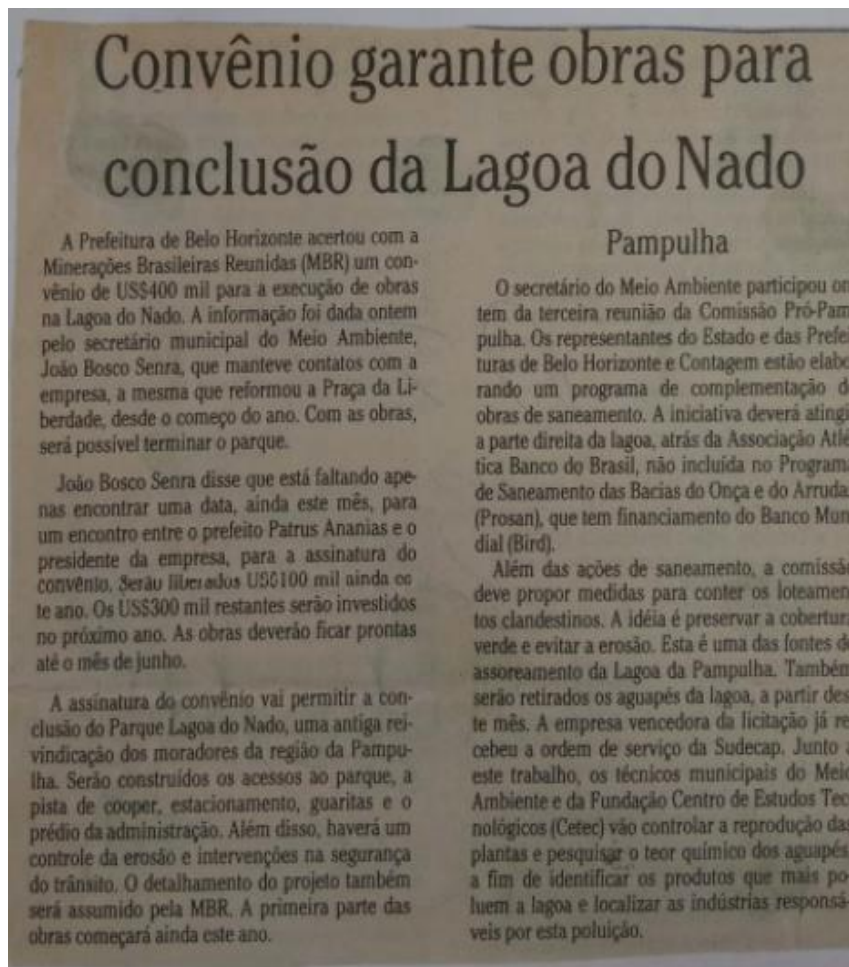 Convênio garante obras para
conclusão da Lagoa do Nado
A Prefeitura de Belo Horizonte acertou com a
Minerações Brasileiras Reunidas (MBR) um con-
vênio de US$400 mil para a execução de obras
na Lagoa do Nado. A informação foi dada ontem
pelo secretário municipal do Meio Ambiente,
João Bosco Senra, que manteve contatos com a
empresa, a mesma que reformou a Praça da Li-
berdade, desde o começo do ano. Com as obras,
será possível terminar o parque.
João Bosco Senra disse que está faltando ape-
nas encontrar uma data, ainda este mês, para
um encontro entre o prefeito Patrus Ananias e o
presidente da empresa, para a assinatura do
convênio. Serão liberados US$100 mil ainda es-
te ano. Os US$300 mil restantes serão investidos
no próximo ano. As obras deverão ficar prontas
até o mês de junho.
A assinatura do convênio vai permitir a con-
clusão do Parque Lagoa do Nado, uma antiga rei-
vindicação dos moradores da região da Pampu-
lha. Serão construídos os acessos ao parque, a
pista de cooper, estacionamento, guaritas e o
prédio da administração. Além disso, haverá um
controle da erosão e intervenções na segurança
do trânsito. O detalhamento do projeto também
será assumido pela MBR. A primeira parte das
obras começará ainda este ano.
Pampulha
O secretário do Meio Ambiente participou on
tem da terceira reunião da Comissão Pró-Pam
pulha. Os representantes do Estado e das Prefei
turas de Belo Horizonte e Contagem estão elabo
rando um programa de complementação d
obras de saneamento. A iniciativa deverá atingi
a parte direita da lagoa, atrás da Associação Atlé
tica Banco do Brasil, não incluída no Program
de Saneamento das Bacias do Onça e do Arruda
(Prosan), que tem financiamento do Banco Mun
dial (Bird).
Além das ações de saneamento, a comissã
deve propor medidas para conter os loteamen
tos clandestinos. A idéia é preservar a cobertur
verde e evitar a erosão. Esta é uma das fontes d
assoreamento da Lagoa da Pampulha. Também
serão retirados os aguapés da lagoa, a partir des
te mês. A empresa vencedora da licitação já re
cebeu a ordem de serviço da Sudecap. Junto a
este trabalho, os técnicos municipais do Meio
Ambiente e da Fundação Centro de Estudos Tec
nológicos (Cetec) vão controlar a reprodução das
plantas e pesquisar o teor químico dos aguapés,
a fim de identificar os produtos que mais po-
luem a lagoa e localizar as indústrias responsá-
veis por esta poluição.